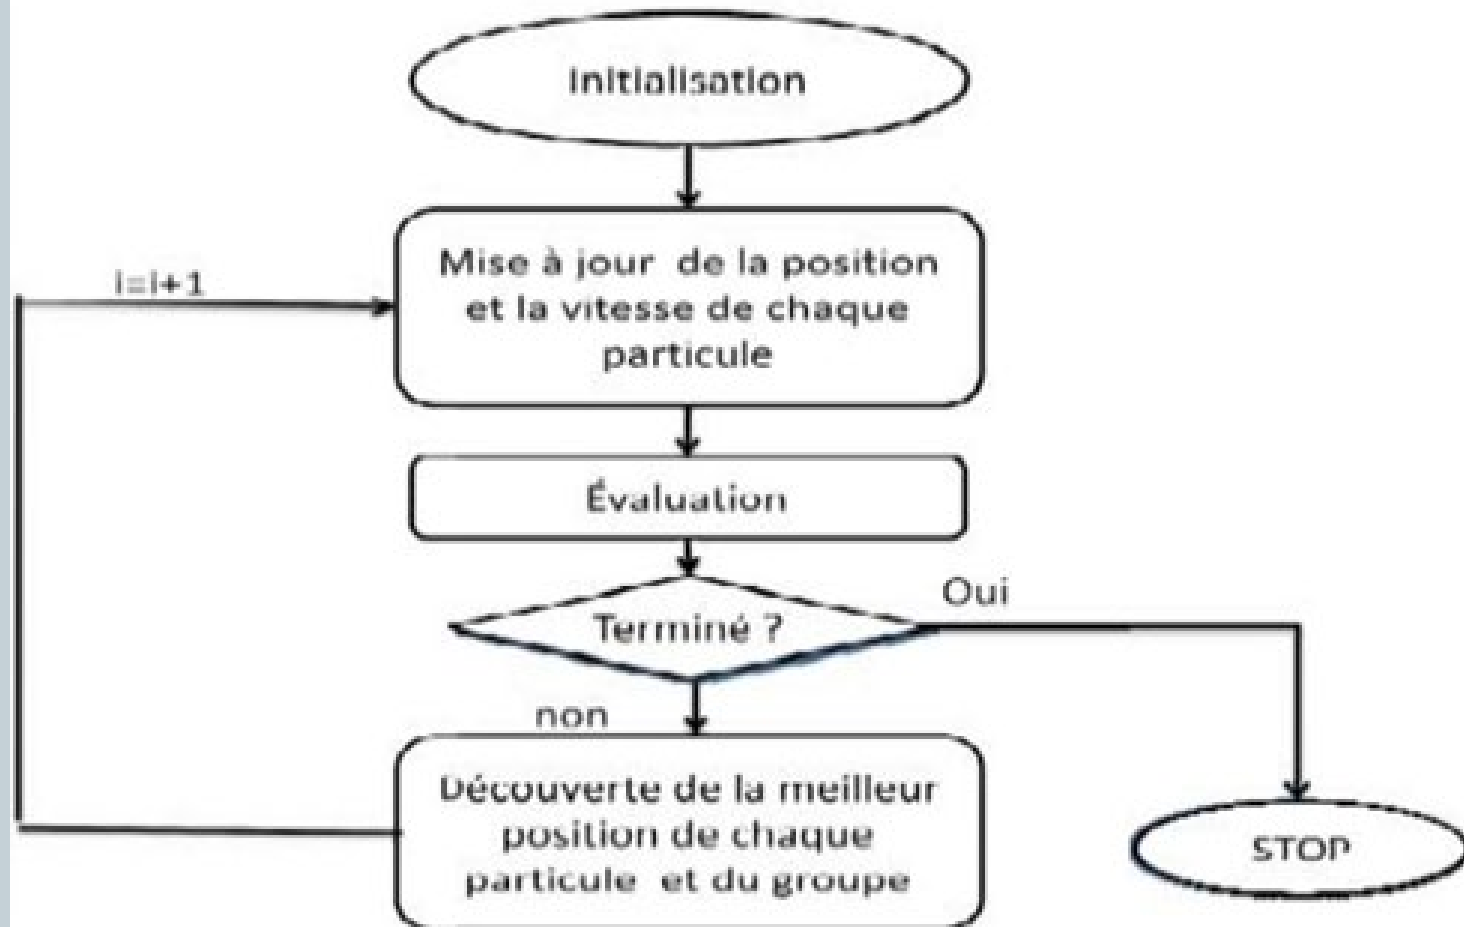 Initialisation
i=i+1
Mise à jour de la position
et la vitesse de chaque
particule
Évaluation
Terminé ?
Oui
non
Découverte de la meilleur
position de chaque
particule et du groupe
STOP